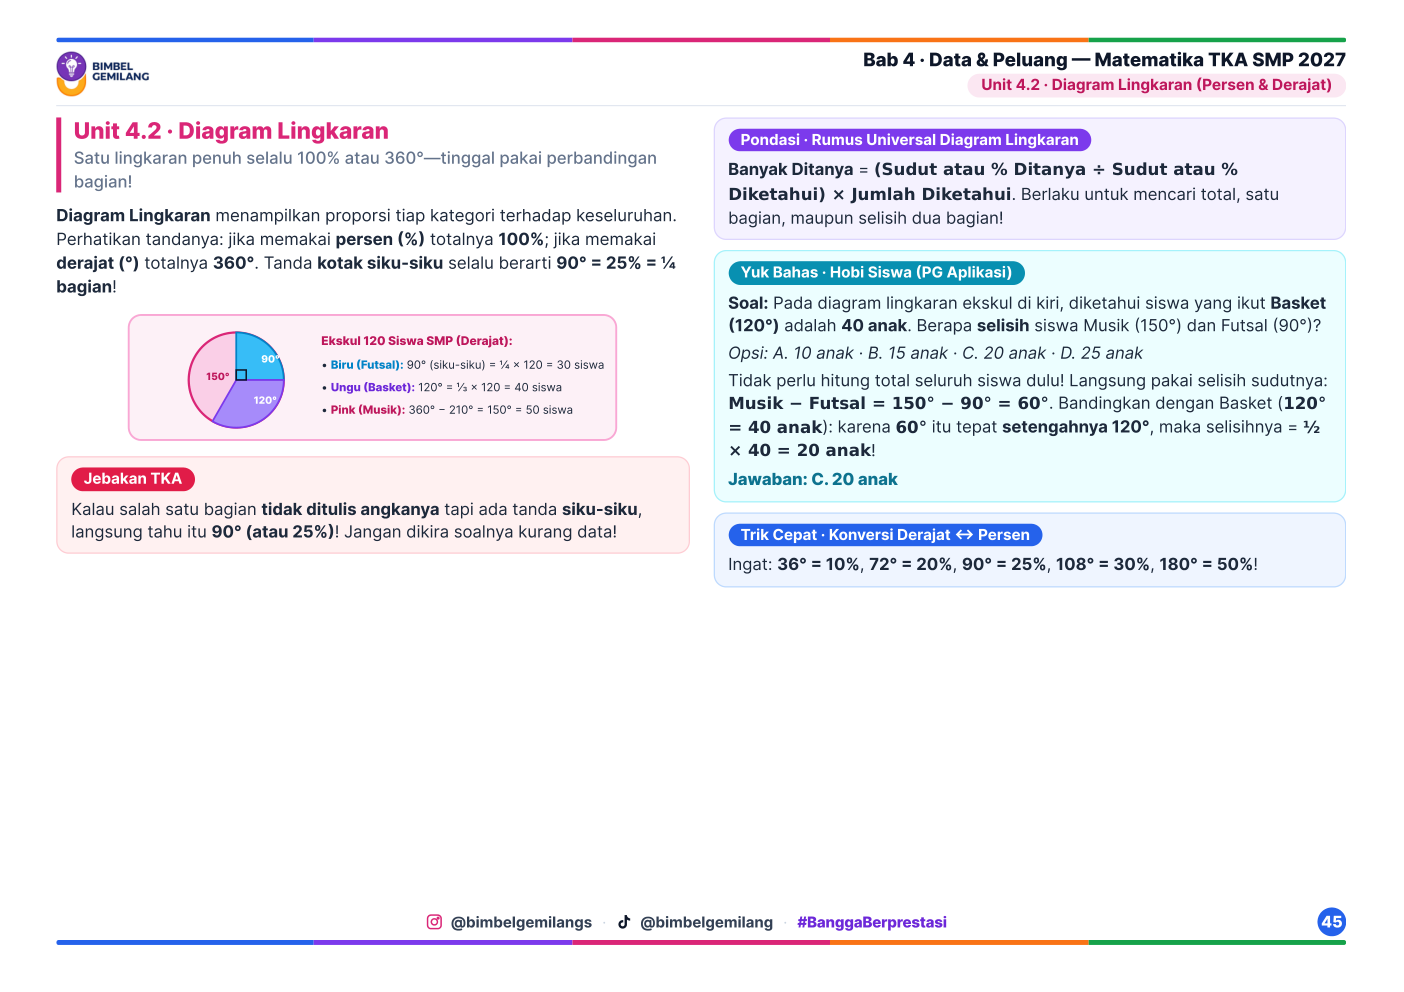 BIMBEL
GEMILANG
Bab 4 · Data & Peluang — Matematika TKA SMP 2027
Unit 4.2 · Diagram Lingkaran (Persen & Derajat)
Unit 4.2 · Diagram Lingkaran
Satu lingkaran penuh selalu 100% atau 360°—tinggal pakai perbandingan
bagian!
Diagram Lingkaran menampilkan proporsi tiap kategori terhadap keseluruhan.
Perhatikan tandanya: jika memakai persen (%) totalnya 100%; jika memakai
derajat (°) totalnya 360°. Tanda kotak siku-siku selalu berarti 90° = 25% = ¼
bagian!
90°
150°
120°
Ekskul 120 Siswa SMP (Derajat):
• Biru (Futsal): 90° (siku-siku) = ¼ × 120 = 30 siswa
• Ungu (Basket): 120° = ⅓ × 120 = 40 siswa
• Pink (Musik): 360° − 210° = 150° = 50 siswa
Jebakan TKA
Kalau salah satu bagian tidak ditulis angkanya tapi ada tanda siku-siku,
langsung tahu itu 90° (atau 25%)! Jangan dikira soalnya kurang data!
Pondasi · Rumus Universal Diagram Lingkaran
Banyak Ditanya = (Sudut atau % Ditanya ÷ Sudut atau %
Diketahui) × Jumlah Diketahui. Berlaku untuk mencari total, satu
bagian, maupun selisih dua bagian!
Yuk Bahas · Hobi Siswa (PG Aplikasi)
Soal: Pada diagram lingkaran ekskul di kiri, diketahui siswa yang ikut Basket
(120°) adalah 40 anak. Berapa selisih siswa Musik (150°) dan Futsal (90°)?
Opsi: A. 10 anak · B. 15 anak · C. 20 anak · D. 25 anak
Tidak perlu hitung total seluruh siswa dulu! Langsung pakai selisih sudutnya:
Musik − Futsal = 150° − 90° = 60°. Bandingkan dengan Basket (120°
= 40 anak): karena 60° itu tepat setengahnya 120°, maka selisihnya = ½
× 40 = 20 anak!
Jawaban: C. 20 anak
Trik Cepat · Konversi Derajat ↔ Persen
Ingat: 36° = 10%, 72° = 20%, 90° = 25%, 108° = 30%, 180° = 50%!
@bimbelgemilangs · @bimbelgemilang · #BanggaBerprestasi
45